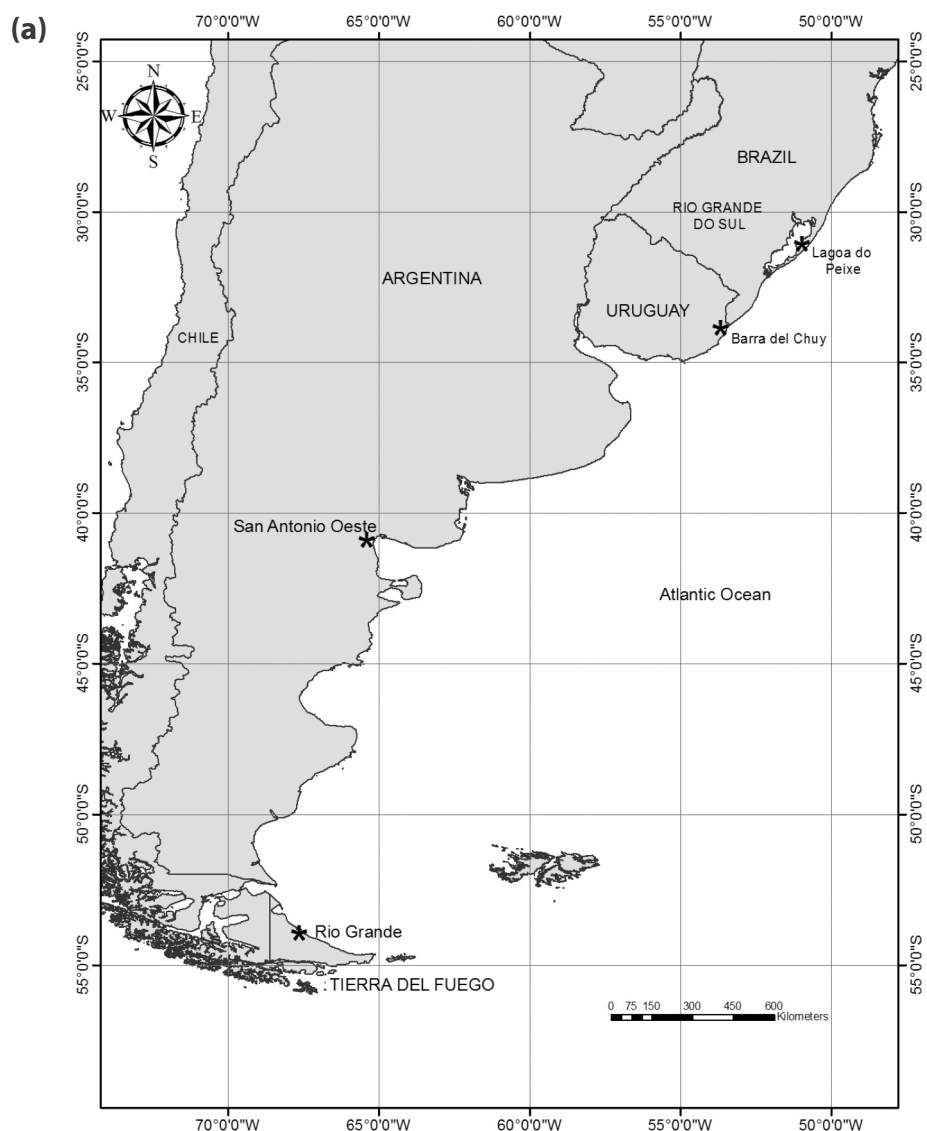 (a)
70°0'0"W 65°0'0"W 60°0'0"W 55°0'0"W 50°0'0"W
25°0'0"S 25°0'0"S
N
W E
S
BRAZIL
30°0'0"S 30°0'0"S
RIO GRANDE
DO SUL
Lagoa do
Peixe
ARGENTINA
URUGUAY
CHILE
Barra del Chuy
35°0'0"S 35°0'0"S
40°0'0"S 40°0'0"S
San Antonio Oeste
Atlantic Ocean
45°0'0"S 45°0'0"S
50°0'0"S 50°0'0"S
Rio Grande
55°0'0"S 55°0'0"S
TIERRA DEL FUEGO
0 75 150 300 450 600
Kilometers
70°0'0"W 65°0'0"W 60°0'0"W 55°0'0"W 50°0'0"W